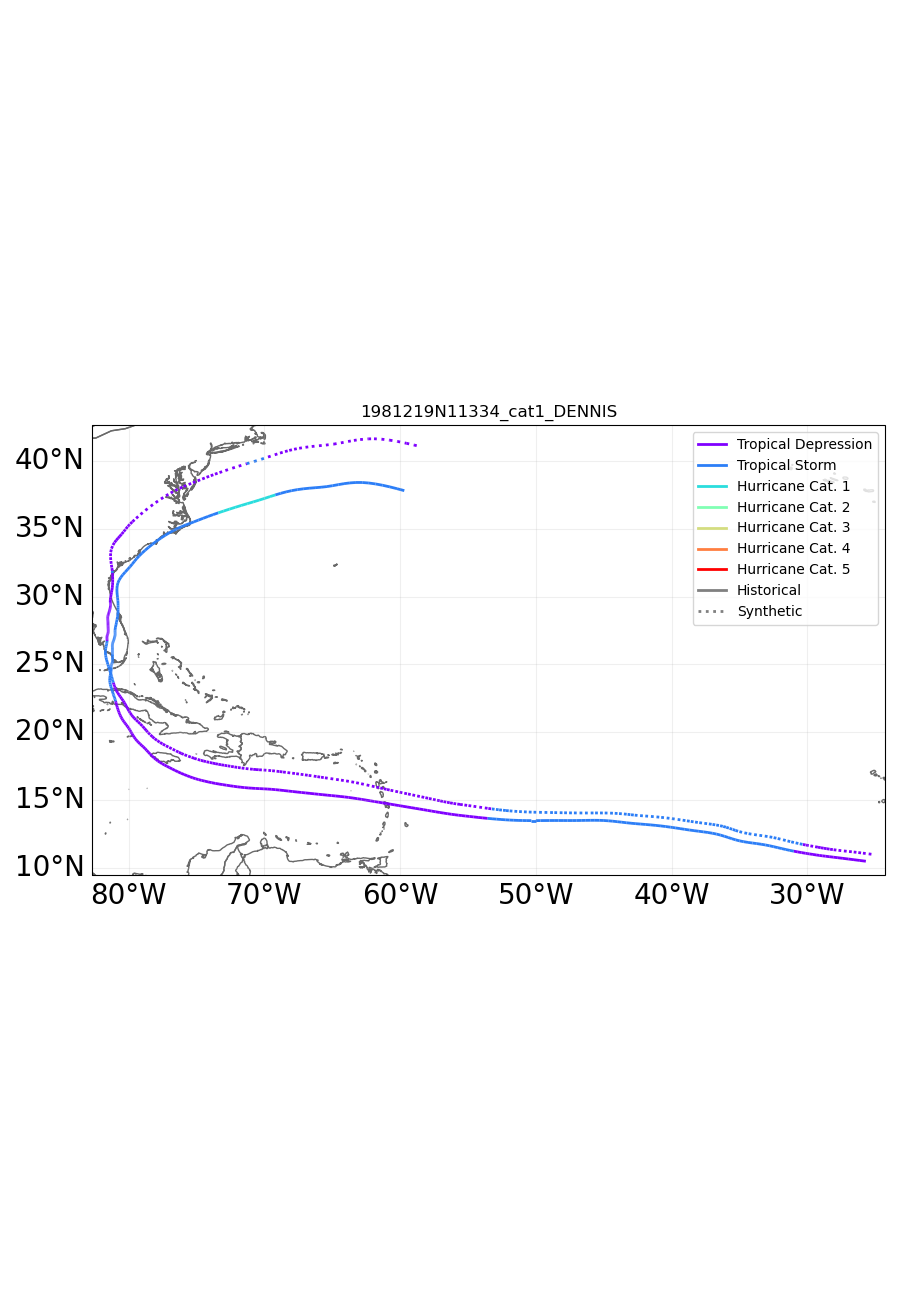 1981219N11334_cat1_DENNIS
Tropical Depression
Tropical Storm
Hurricane Cat. 1
Hurricane Cat. 2
Hurricane Cat. 3
Hurricane Cat. 4
Hurricane Cat. 5
Historical
Synthetic
40°N
35°N
30°N
25°N
20°N
15°N
10°N
80°W 70°W 60°W 50°W 40°W 30°W